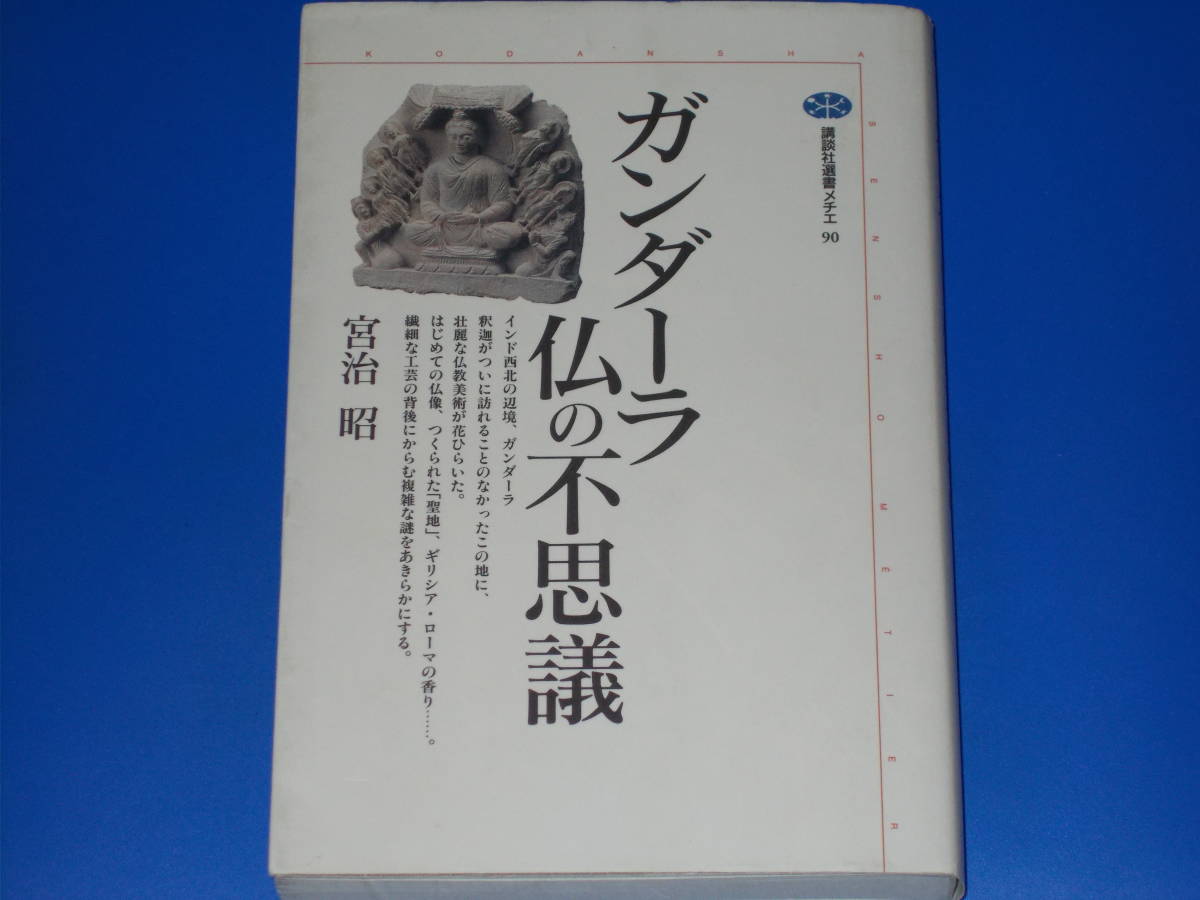 KODANSHA
SENSHO METIER
講談社選書メチエ
90
ガンダーラ
仏の不思議
インド西北の辺境、ガンダーラ
釈迦がついに訪れることのなかったこの地に、
壮麗な仏教美術が花ひらいた。
はじめての仏像、つくられた「聖地」、ギリシア・ローマの香り……。
繊細な工芸の背後にからむ複雑な謎をあきらかにする。
宮治 昭